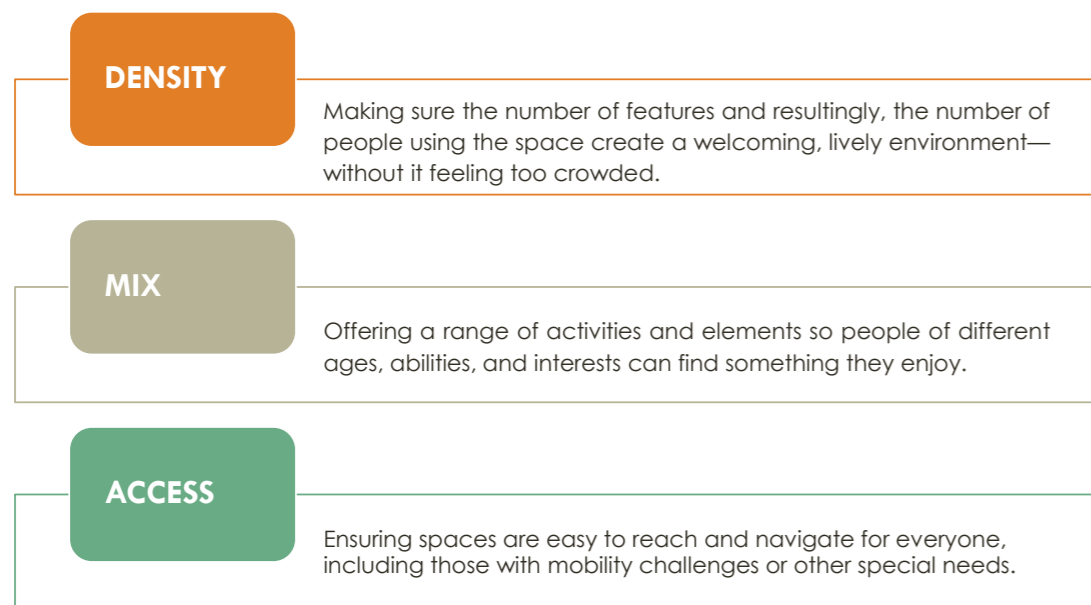 DENSITY
Making sure the number of features and resultingly, the number of
people using the space create a welcoming, lively environment—
without it feeling too crowded.
MIX
Offering a range of activities and elements so people of different
ages, abilities, and interests can find something they enjoy.
ACCESS
Ensuring spaces are easy to reach and navigate for everyone,
including those with mobility challenges or other special needs.